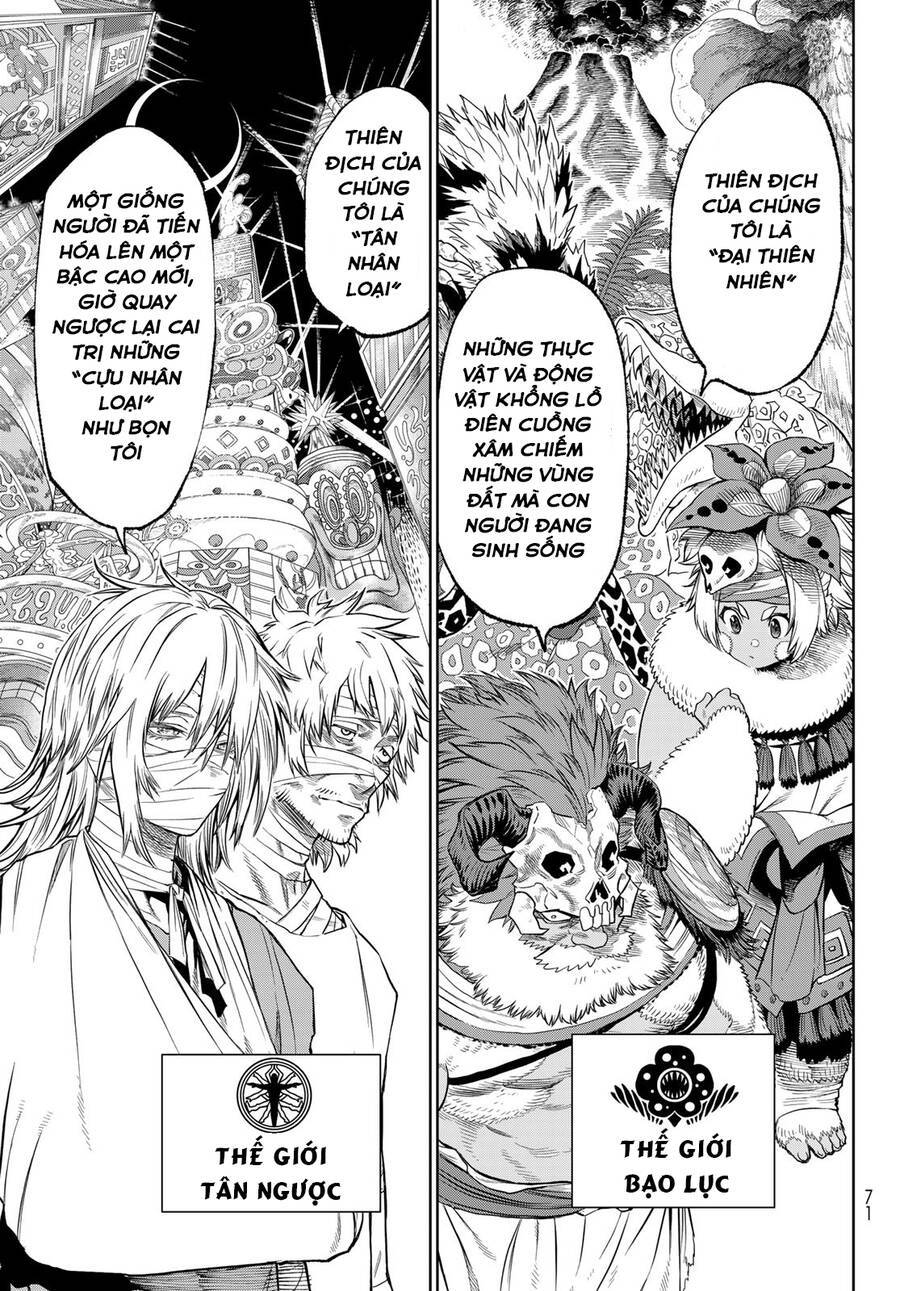 THIÊN ĐỊCH
CỦA CHÚNG
TÔI LÀ
"ĐẠI THIÊN
NHIÊN"
NHỮNG THỰC
VẬT VÀ ĐỘNG
VẬT KHỔNG LỒ
ĐIÊN CUỒNG
XÂM CHIẾM
NHỮNG VÙNG
ĐẤT MÀ CON
NGƯỜI ĐANG
SINH SỐNG
THẾ GIỚI
BẠO LỤC
THIÊN
ĐỊCH CỦA
CHÚNG
TÔI LÀ
"TÂN
NHÂN
LOẠI"
MỘT GIỐNG
NGƯỜI ĐÃ TIẾN
HÓA LÊN MỘT
BẬC CAO MỚI,
GIỜ QUAY
NGƯỢC LẠI CAI
TRỊ NHỮNG
"CỰU NHÂN
LOẠI"
NHƯ BỌN
TÔI
THẾ GIỚI
TÂN NGƯỢC
71